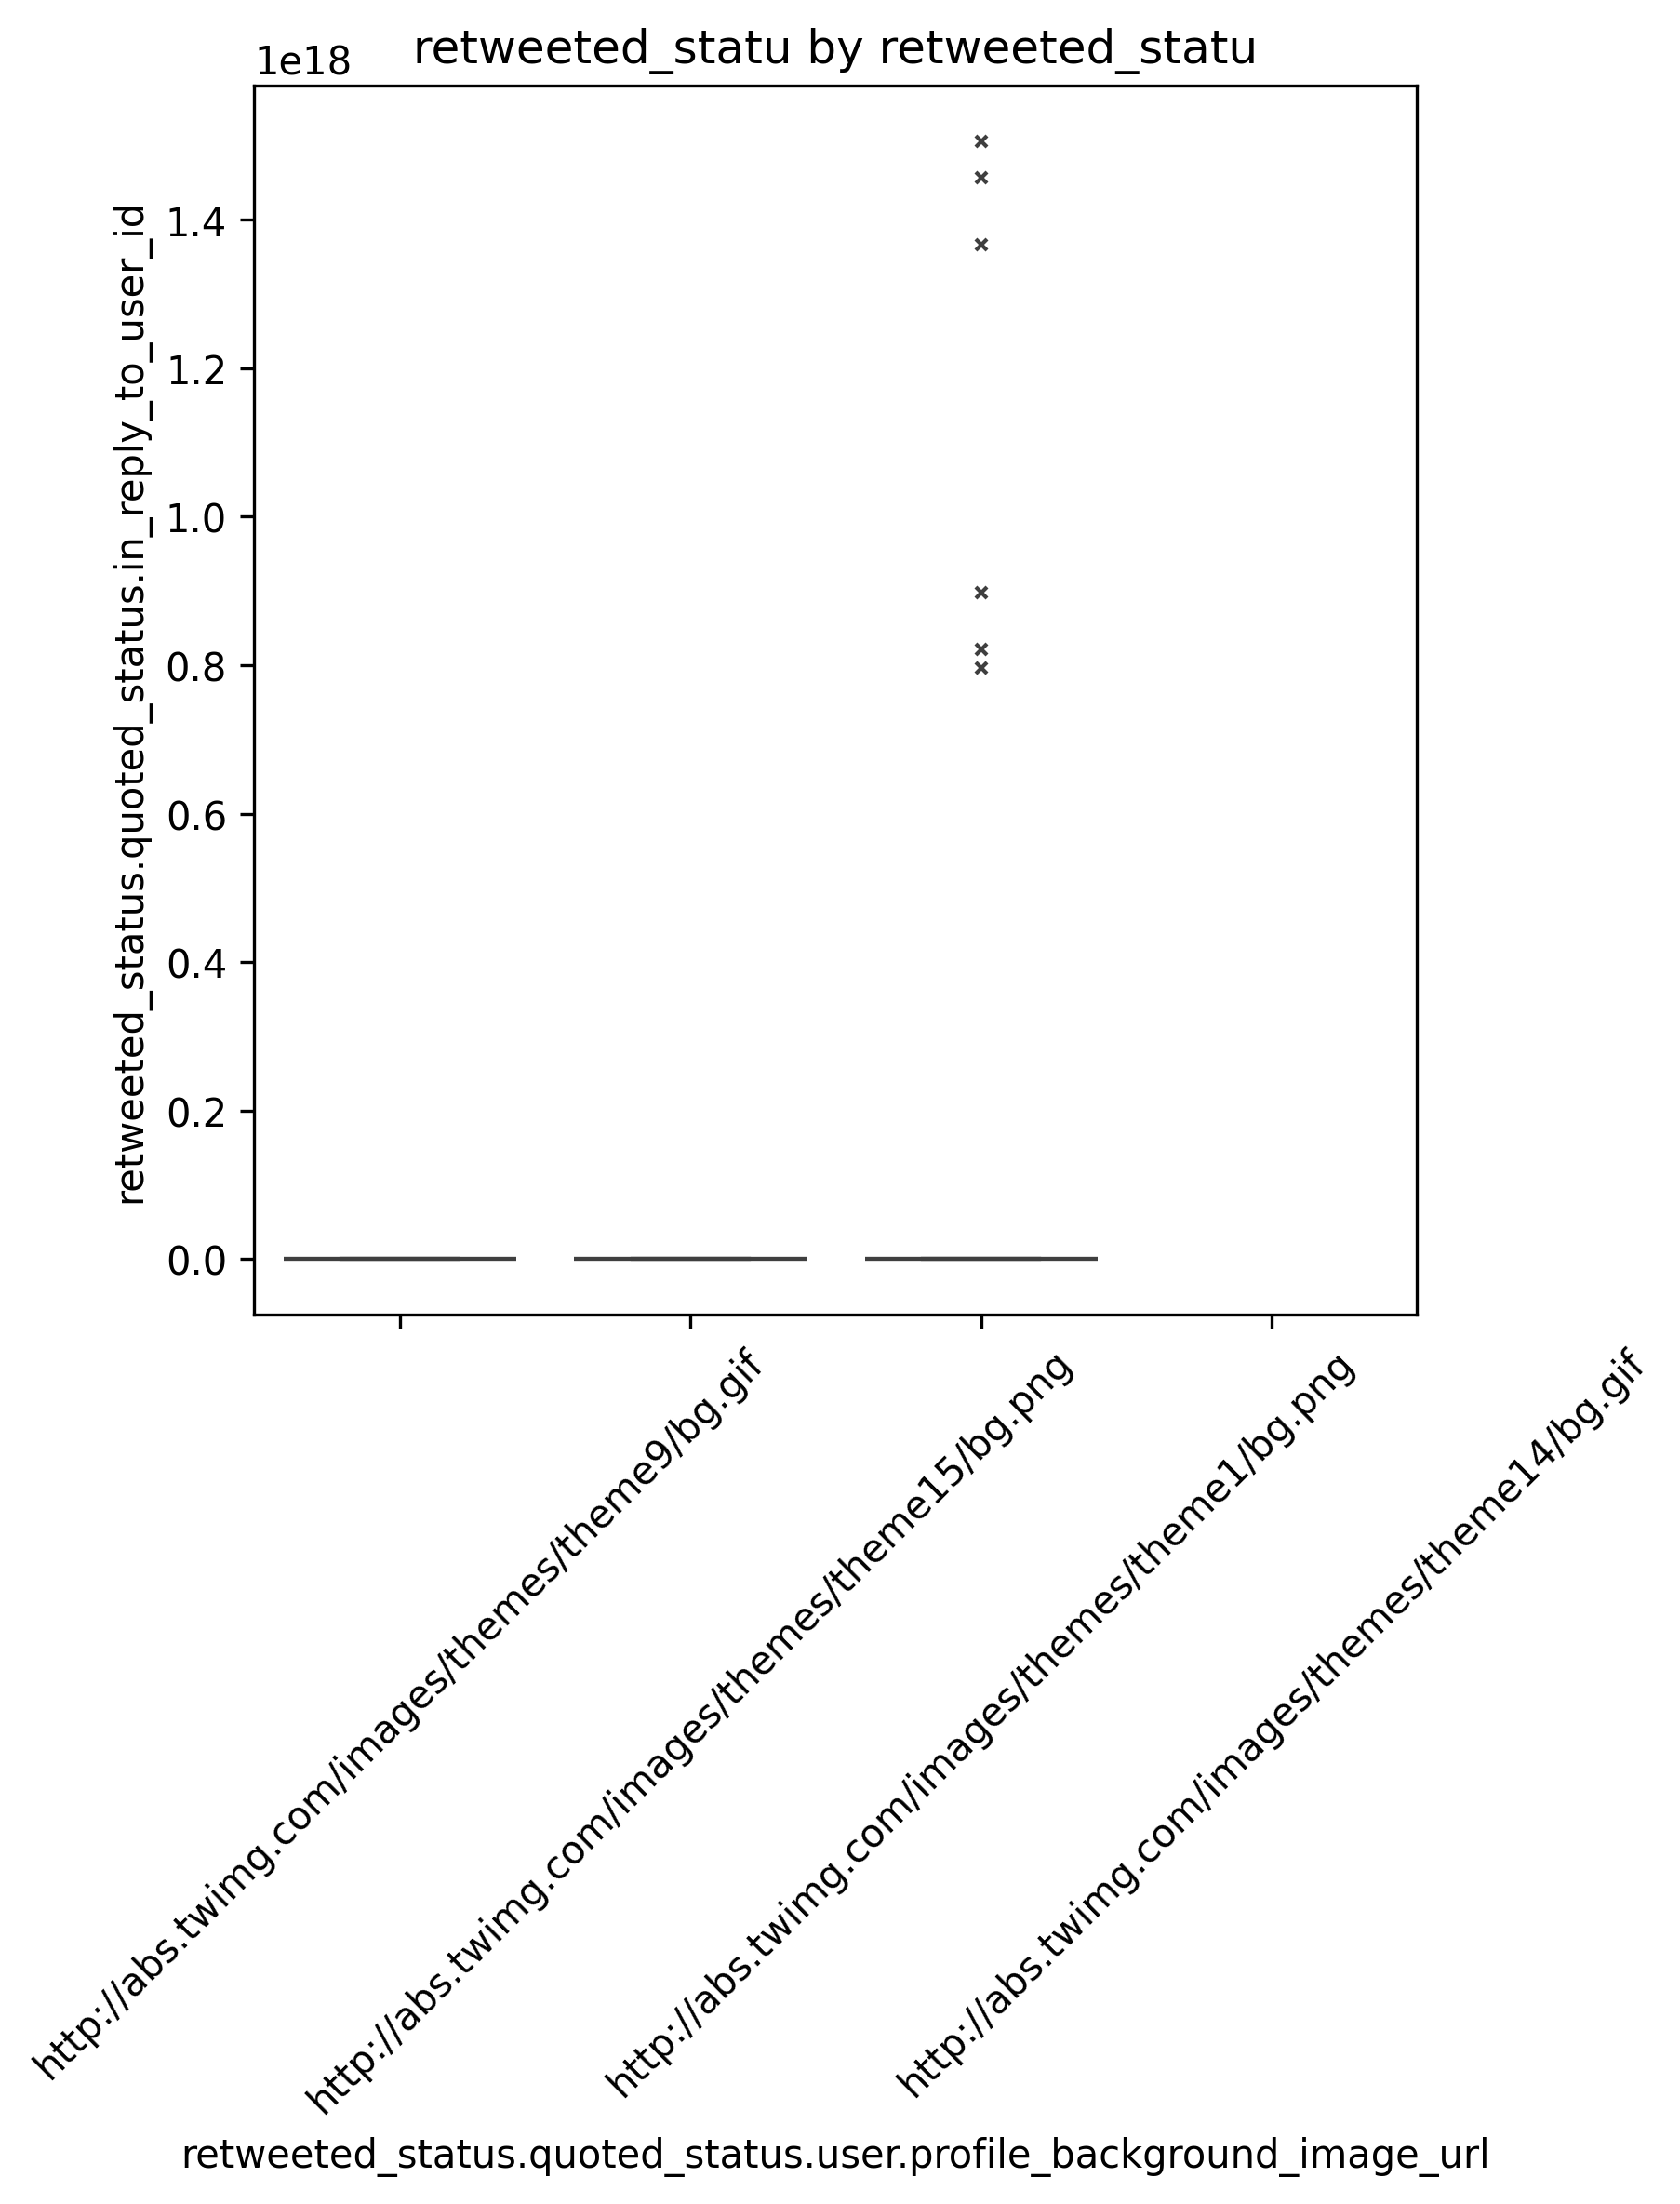 retweeted_statu by retweeted_statu
1e18
retweeted_status.quoted_status.in_reply_to_user_id
1.4
1.2
1.0
0.8
0.6
0.4
0.2
0.0
http://abs.twimg.com/images/themes/theme9/bg.gif
http://abs.twimg.com/images/themes/theme15/bg.png
http://abs.twimg.com/images/themes/theme1/bg.png
http://abs.twimg.com/images/themes/theme14/bg.gif
retweeted_status.quoted_status.user.profile_background_image_url